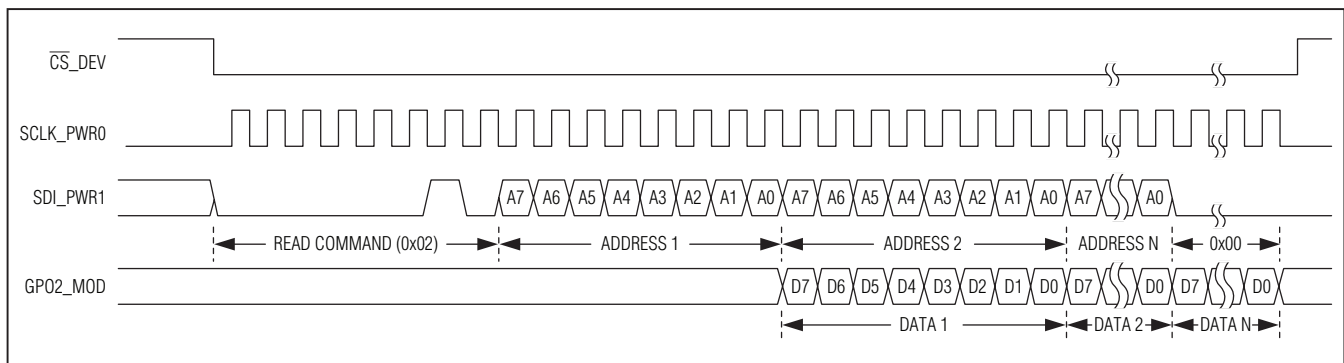 CS_DEV
SCLK_PWR0
SDI_PWR1 A7 A6 A5 A4 A3 A2 A1 A0 A7 A6 A5 A4 A3 A2 A1 A0 A7 A0
READ COMMAND (0x02) ADDRESS 1 ADDRESS 2 ADDRESS N 0x00
GPO2_MOD D7 D6 D5 D4 D3 D2 D1 D0 D7 D0 D7 D0
DATA 1 DATA 2 DATA N